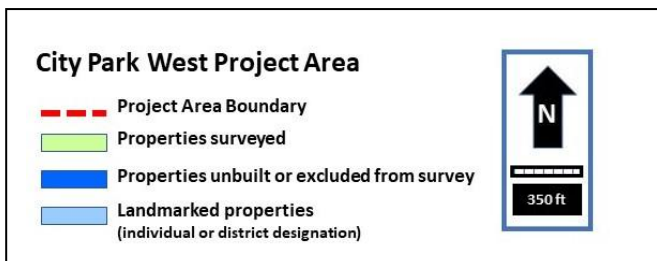 City Park West Project Area
Project Area Boundary
Properties surveyed
Properties unbuilt or excluded from survey
Landmarked properties
(individual or district designation)
N
350 ft